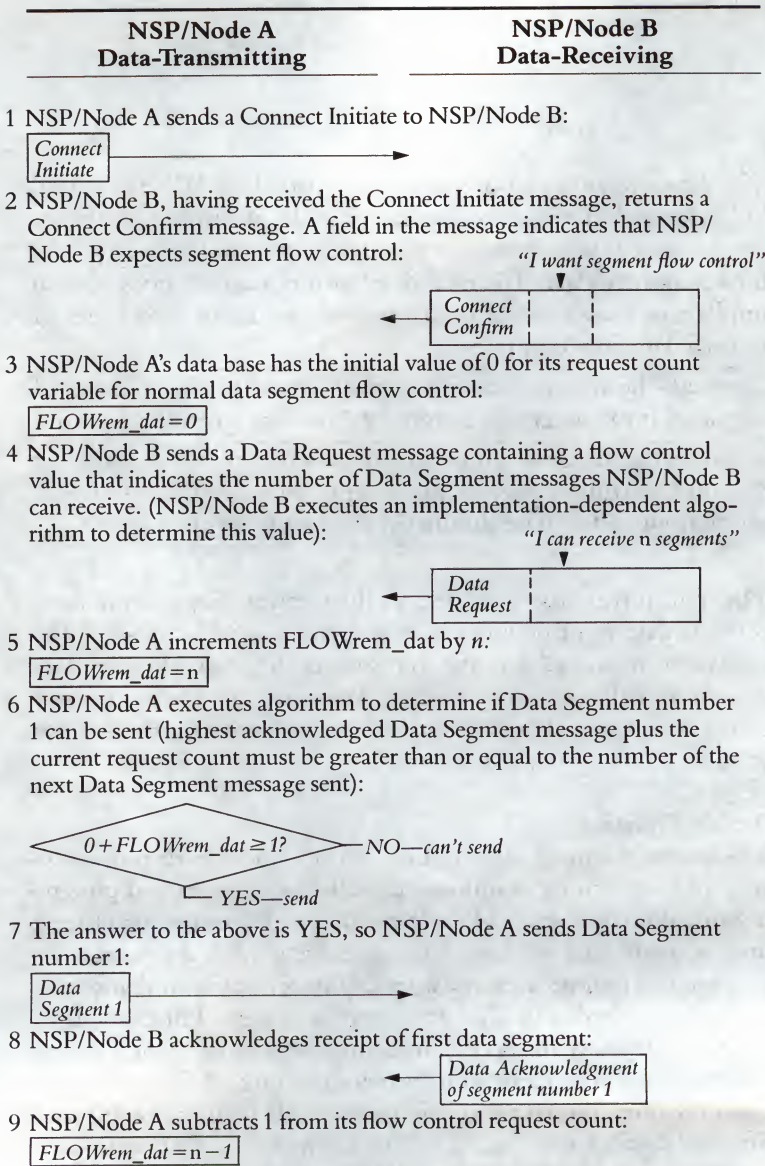 NSP/Node A NSP/Node B
Data-Transmitting Data-Receiving
1 NSP/Node A sends a Connect Initiate to NSP/Node B:
Connect
Initiate
2 NSP/Node B, having received the Connect Initiate message, returns a
Connect Confirm message. A field in the message indicates that NSP/
Node B expects segment flow control:
"I want segment flow control"
Connect
Confirm
3 NSP/Node A's data base has the initial value of 0 for its request count
variable for normal data segment flow control:
FLOWrem_dat=0
4 NSP/Node B sends a Data Request message containing a flow control
value that indicates the number of Data Segment messages NSP/Node B
can receive. (NSP/Node B executes an implementation-dependent algo-
rithm to determine this value):
"I can receive n segments"
Data
Request
5 NSP/Node A increments FLOWrem_dat by n:
FLOWrem_dat=n
6 NSP/Node A executes algorithm to determine if Data Segment number
1 can be sent (highest acknowledged Data Segment message plus the
current request count must be greater than or equal to the number of the
next Data Segment message sent):
0+FLOWrem_dat≥1? NO—can't send
YES—send
7 The answer to the above is YES, so NSP/Node A sends Data Segment
number 1:
Data
Segment 1
8 NSP/Node B acknowledges receipt of first data segment:
Data Acknowledgment
of segment number 1
9 NSP/Node A subtracts 1 from its flow control request count:
FLOWrem_dat=n−1